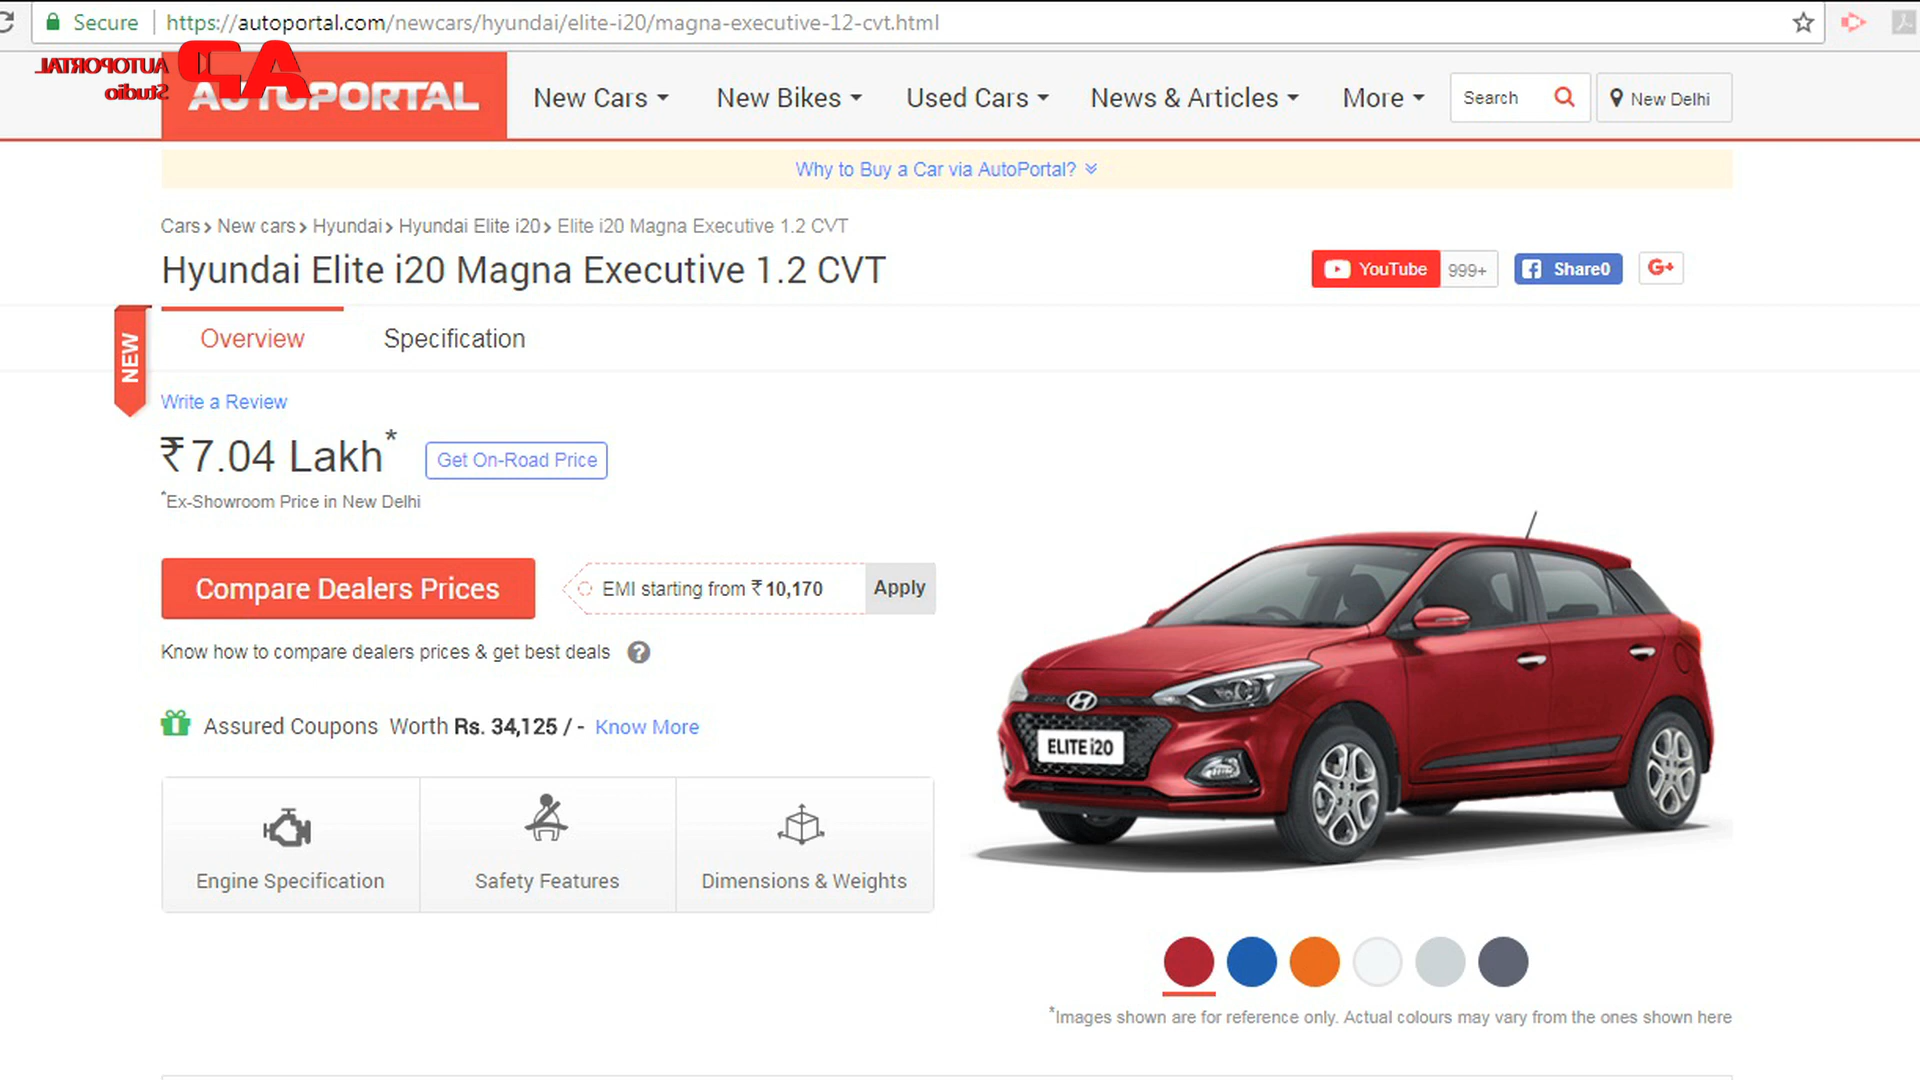 Secure https://autoportal.com/newcars/hyundai/elite-i20/magna-executive-12-cvt.html
AUTOPORTAL
Studio
AP
AUTOPORTAL
New Cars New Bikes Used Cars News & Articles More Search New Delhi
Why to Buy a Car via AutoPortal?
Cars New cars Hyundai Hyundai Elite i20 Elite i20 Magna Executive 1.2 CVT
Hyundai Elite i20 Magna Executive 1.2 CVT
YouTube 999+ Share0 G+
NEW
Overview Specification
Write a Review
₹7.04 Lakh* Get On-Road Price
*Ex-Showroom Price in New Delhi
Compare Dealers Prices EMI starting from ₹10,170 Apply
Know how to compare dealers prices & get best deals ?
Assured Coupons Worth Rs. 34,125 / - Know More
ELITE i20
Engine Specification Safety Features Dimensions & Weights
*Images shown are for reference only. Actual colours may vary from the ones shown here